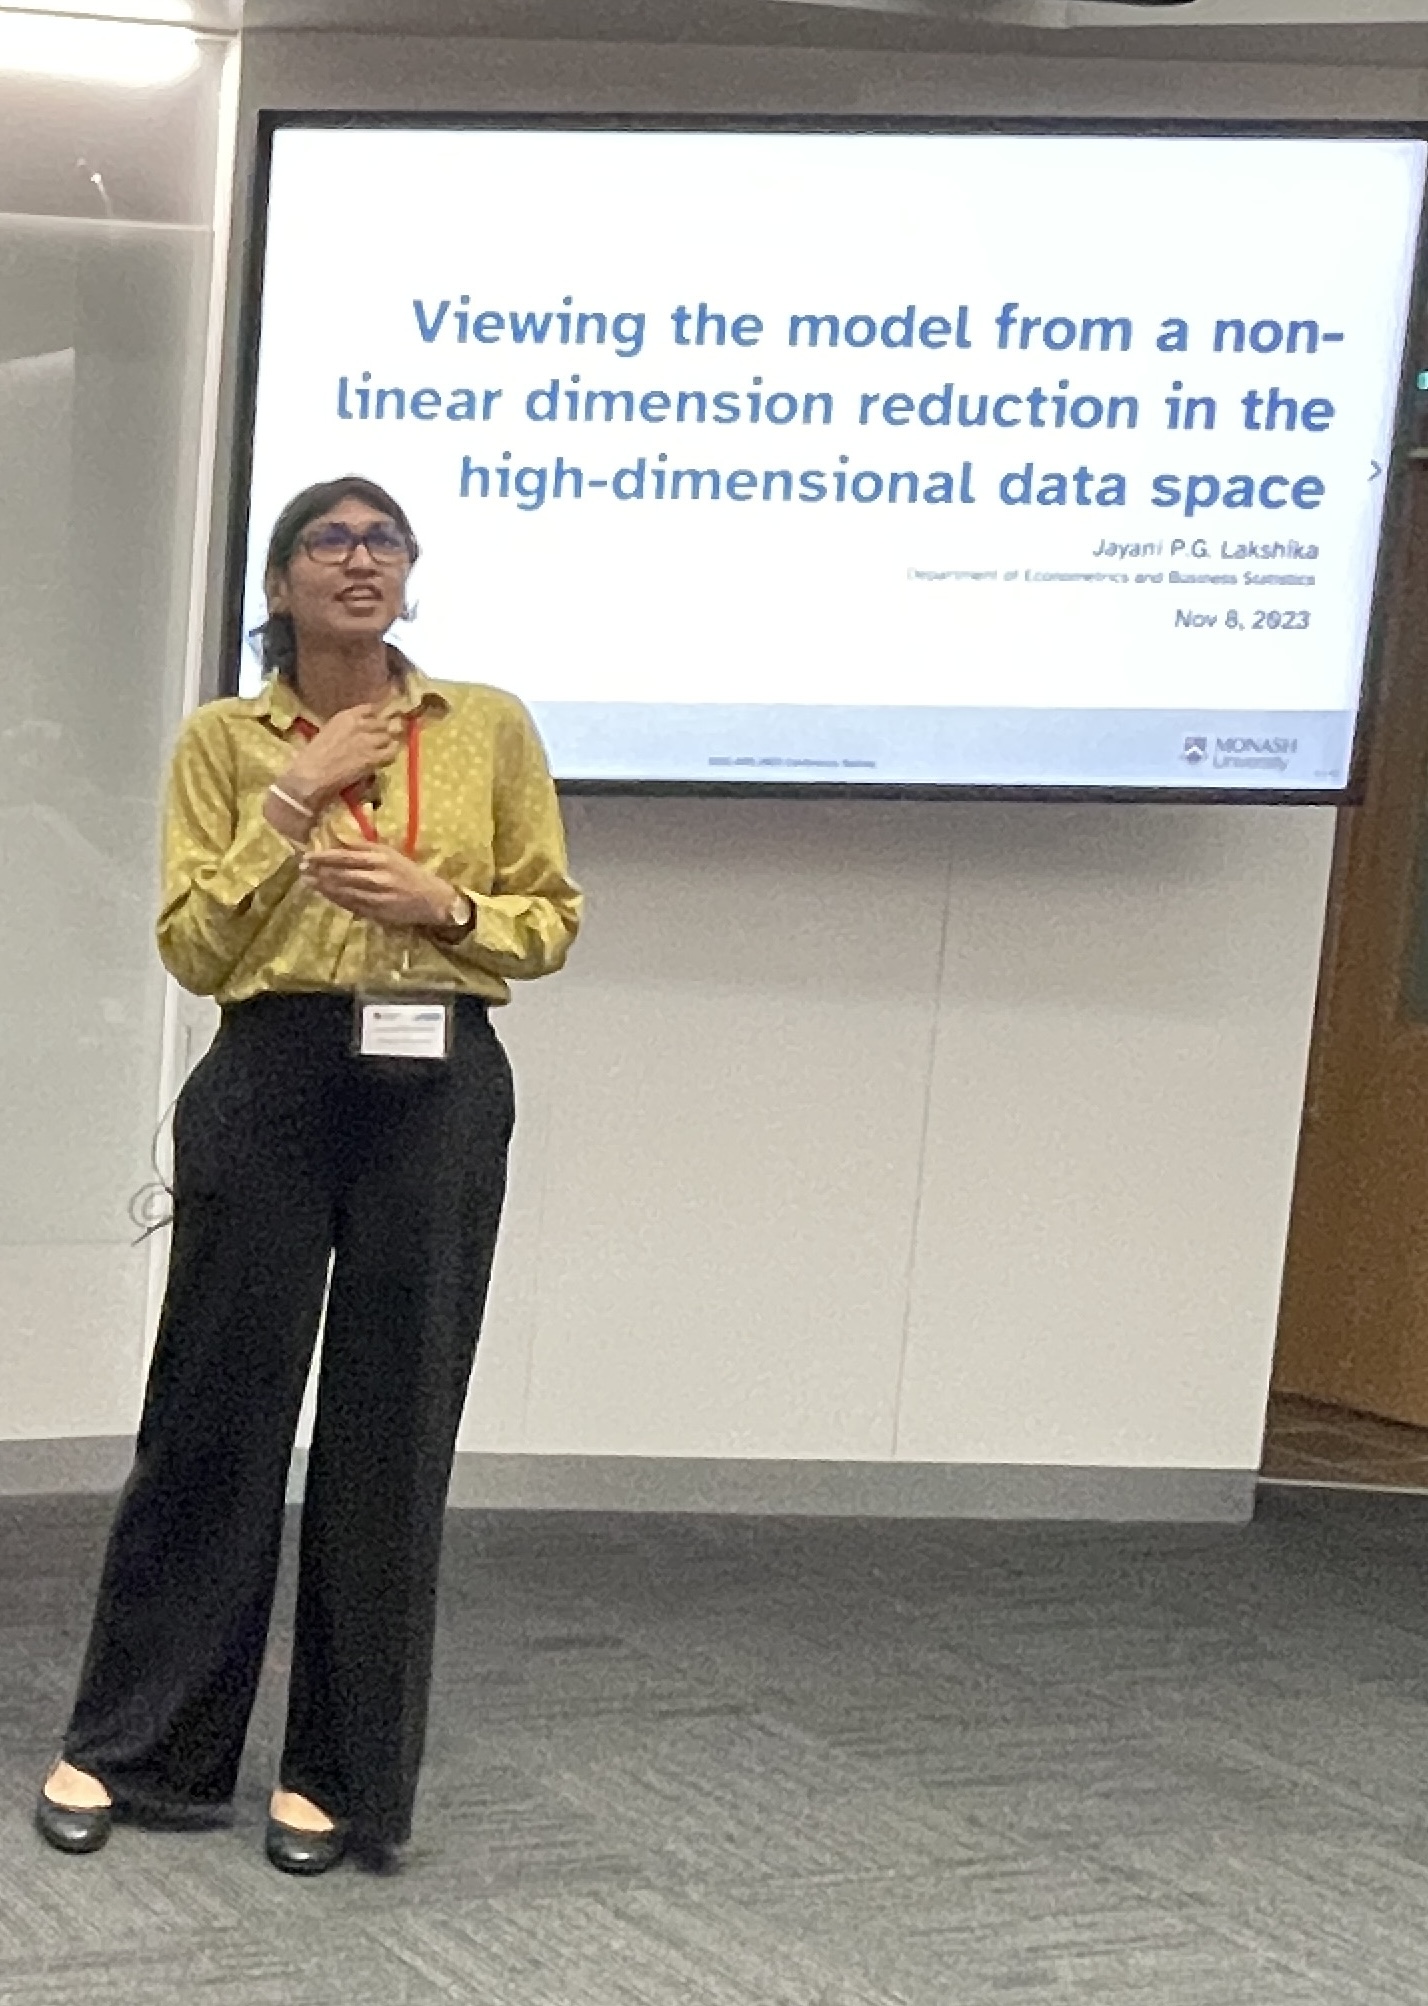 Viewing the model from a non-
linear dimension reduction in the
high-dimensional data space
Jayani P.G. Lakshika
Department of Econometrics and Business Statistics
Nov 8, 2023
MONASH
University